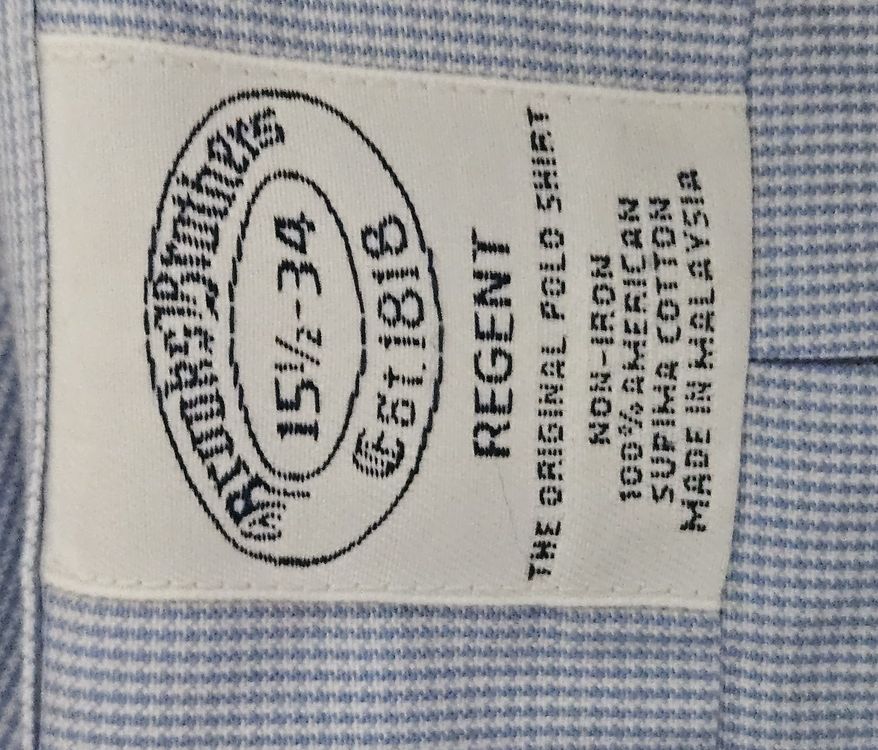 Brooks Brothers
15½-34
Est. 1818
REGENT
THE ORIGINAL POLO SHIRT
NON-IRON
100% AMERICAN
SUPIMA COTTON
MADE IN MALAYSIA